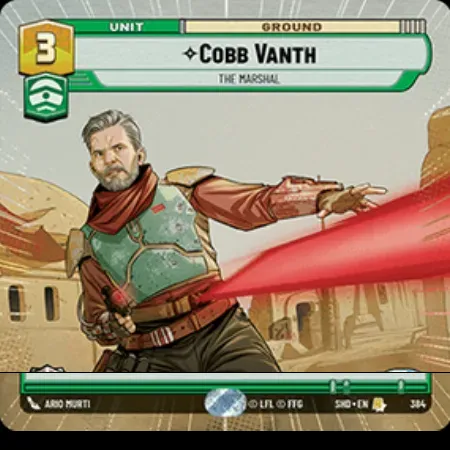 UNIT GROUND
3
✧COBB VANTH
THE MARSHAL
ARIO MURTI © LFL © FFG SHD • EN 384